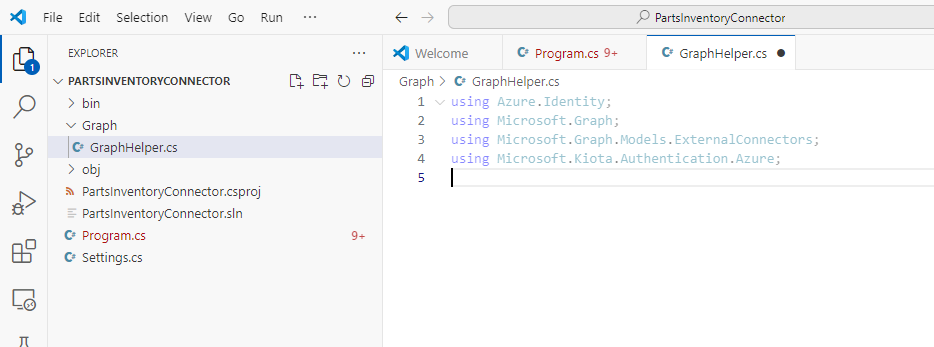 File Edit Selection View Go Run ···
PartsInventoryConnector
EXPLORER ···
PARTSINVENTORYCONNECTOR
bin
Graph
GraphHelper.cs
obj
PartsInventoryConnector.csproj
PartsInventoryConnector.sln
Program.cs 9+
Settings.cs
1
Welcome
Program.cs 9+
GraphHelper.cs
Graph > GraphHelper.cs
1 using Azure.Identity;
2 using Microsoft.Graph;
3 using Microsoft.Graph.Models.ExternalConnectors;
4 using Microsoft.Kiota.Authentication.Azure;
5